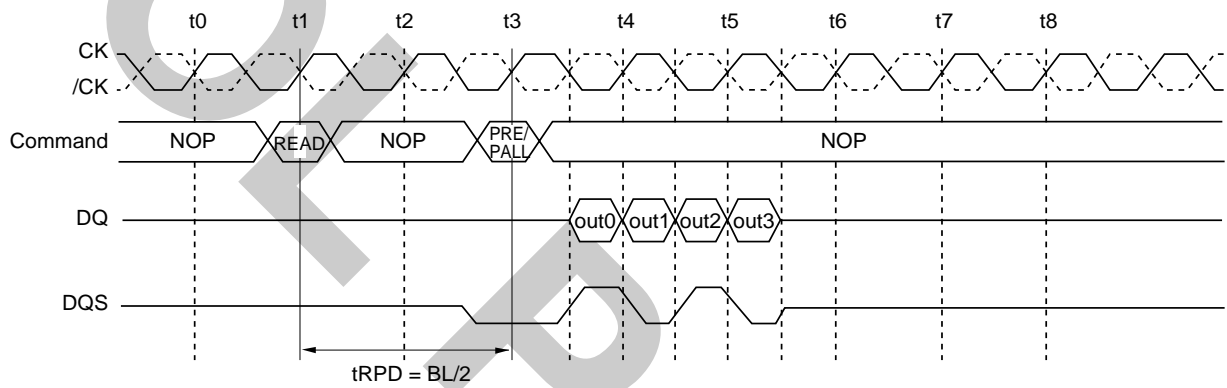 t0 t1 t2 t3 t4 t5 t6 t7 t8
CK
/CK
Command NOP READ NOP PRE/ PALL NOP
DQ out0 out1 out2 out3
DQS
tRPD = BL/2